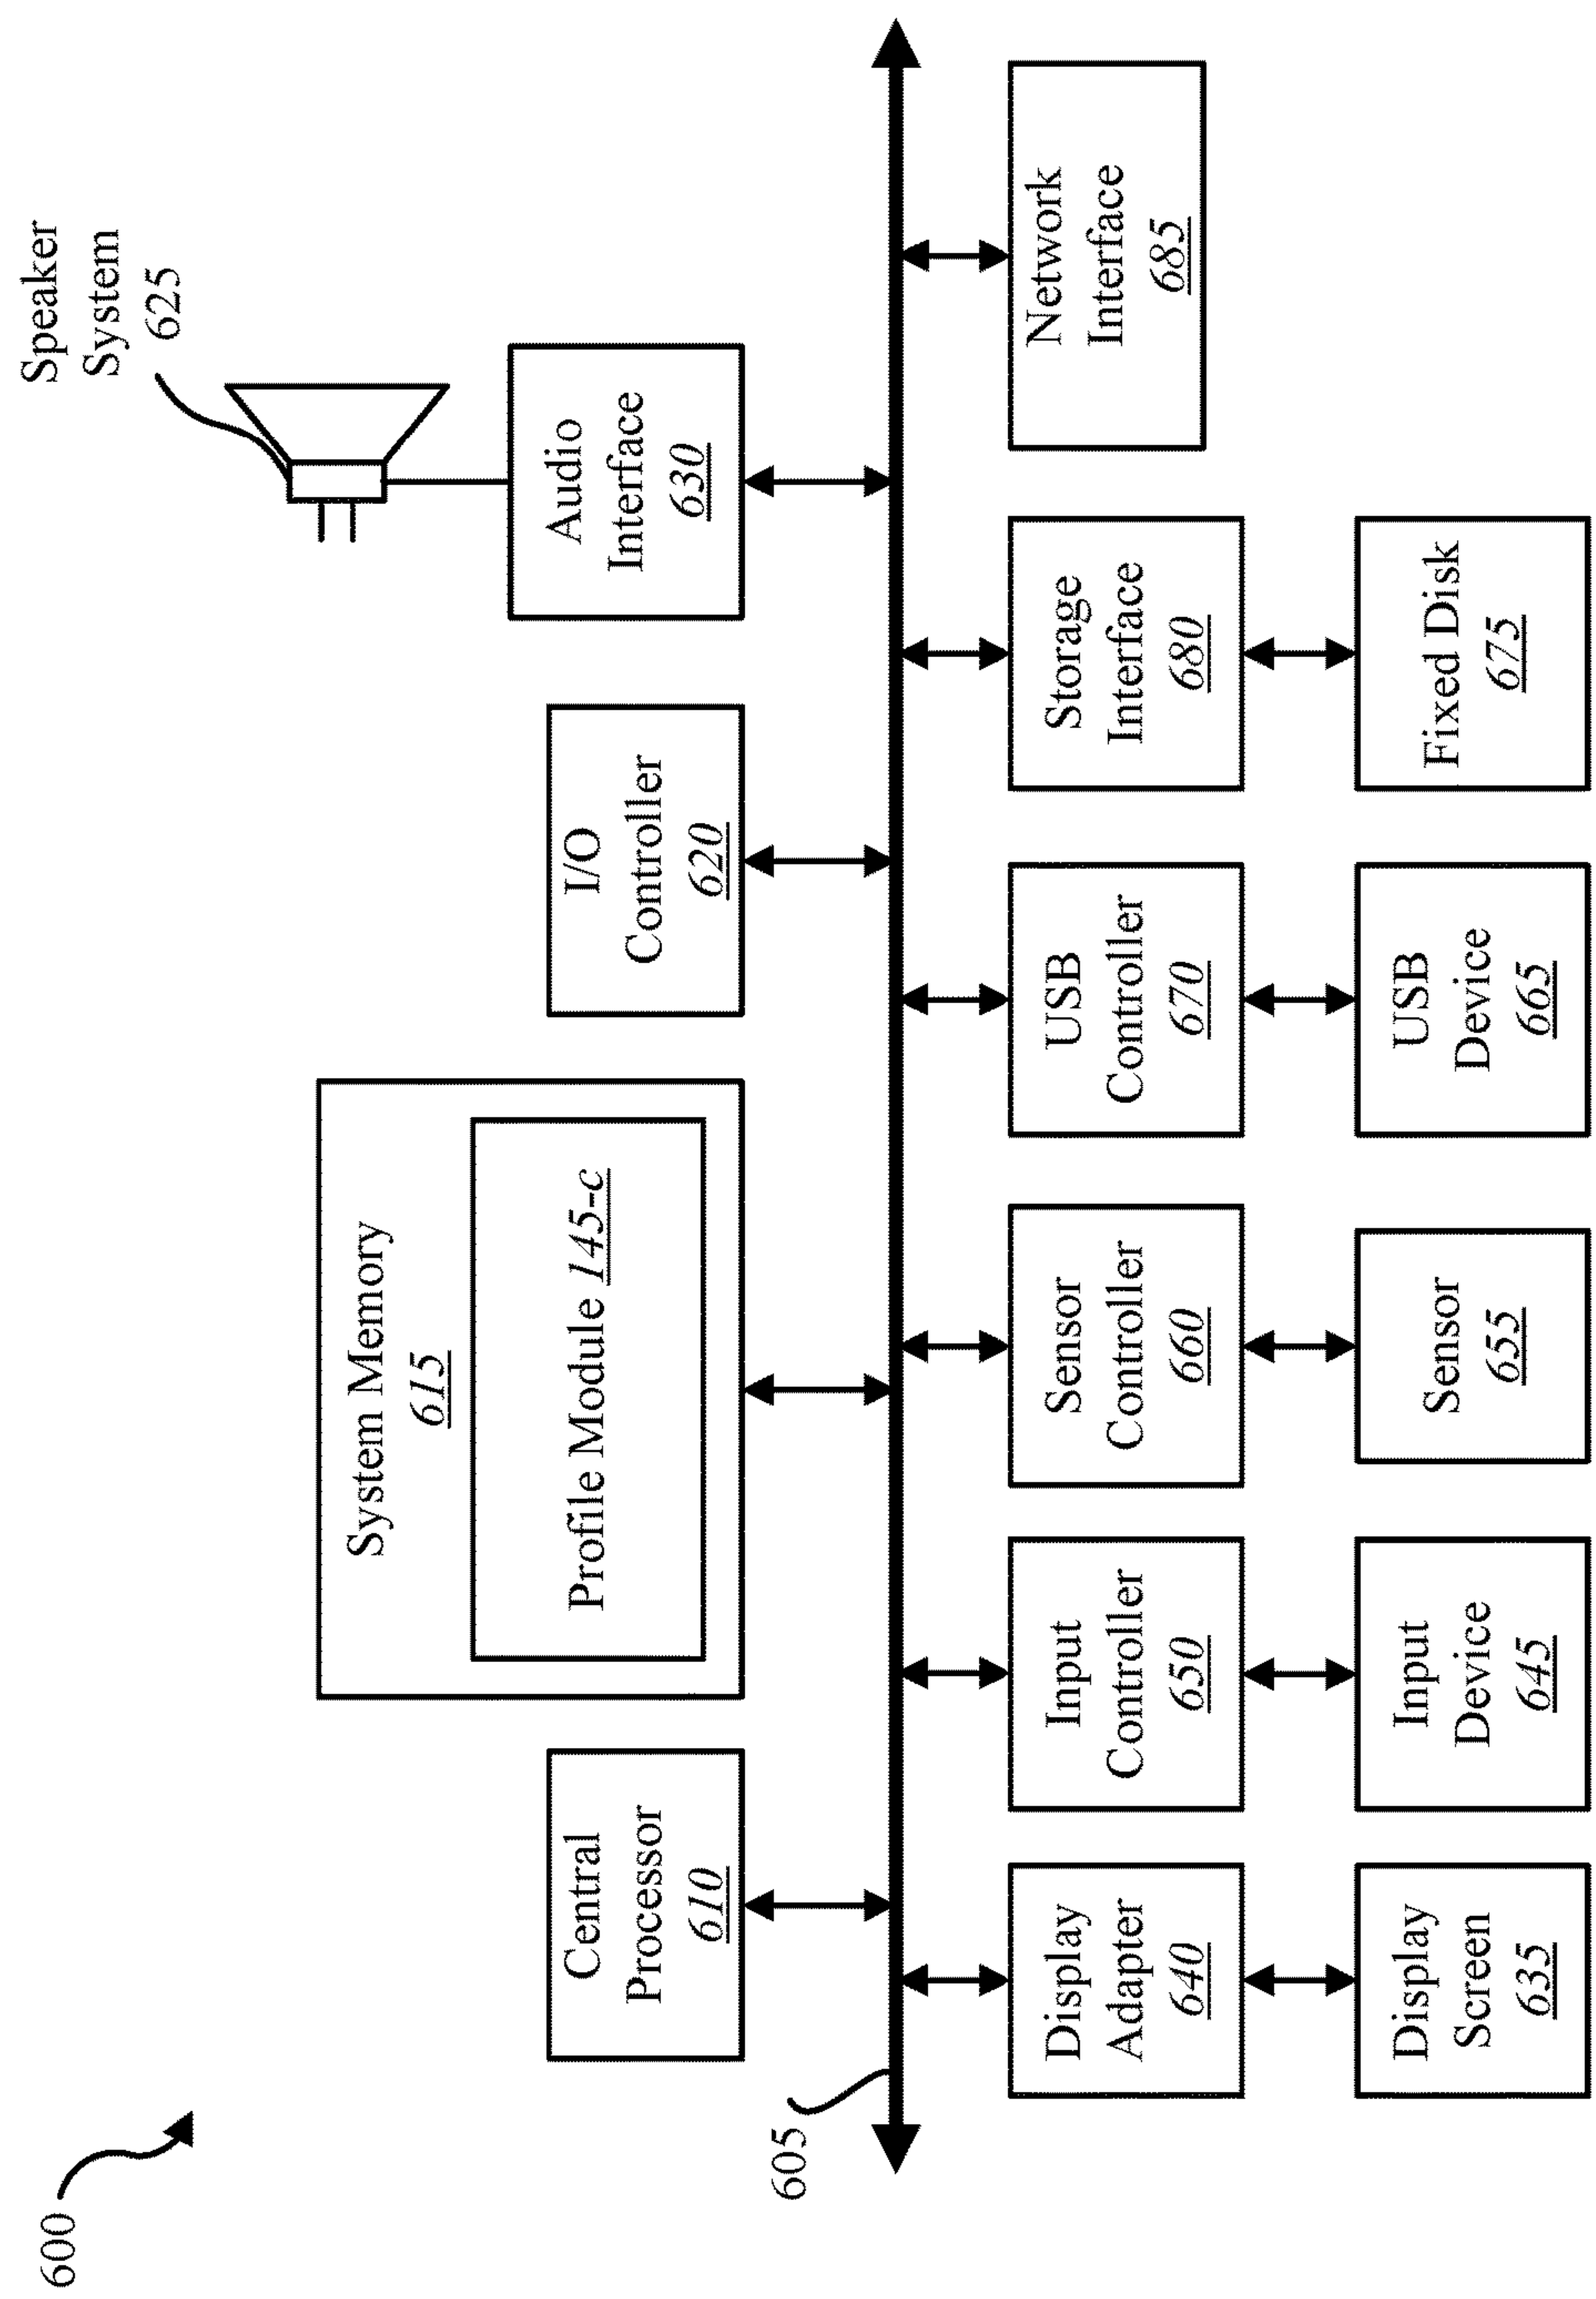 600
Speaker
System
625
System Memory
615
Profile Module 145-c
Central
Processor
610
I/O
Controller
620
Audio
Interface
630
605
Display
Adapter
640
Input
Controller
650
Sensor
Controller
660
USB
Controller
670
Storage
Interface
680
Network
Interface
685
Display
Screen
635
Input
Device
645
Sensor
655
USB
Device
665
Fixed Disk
675